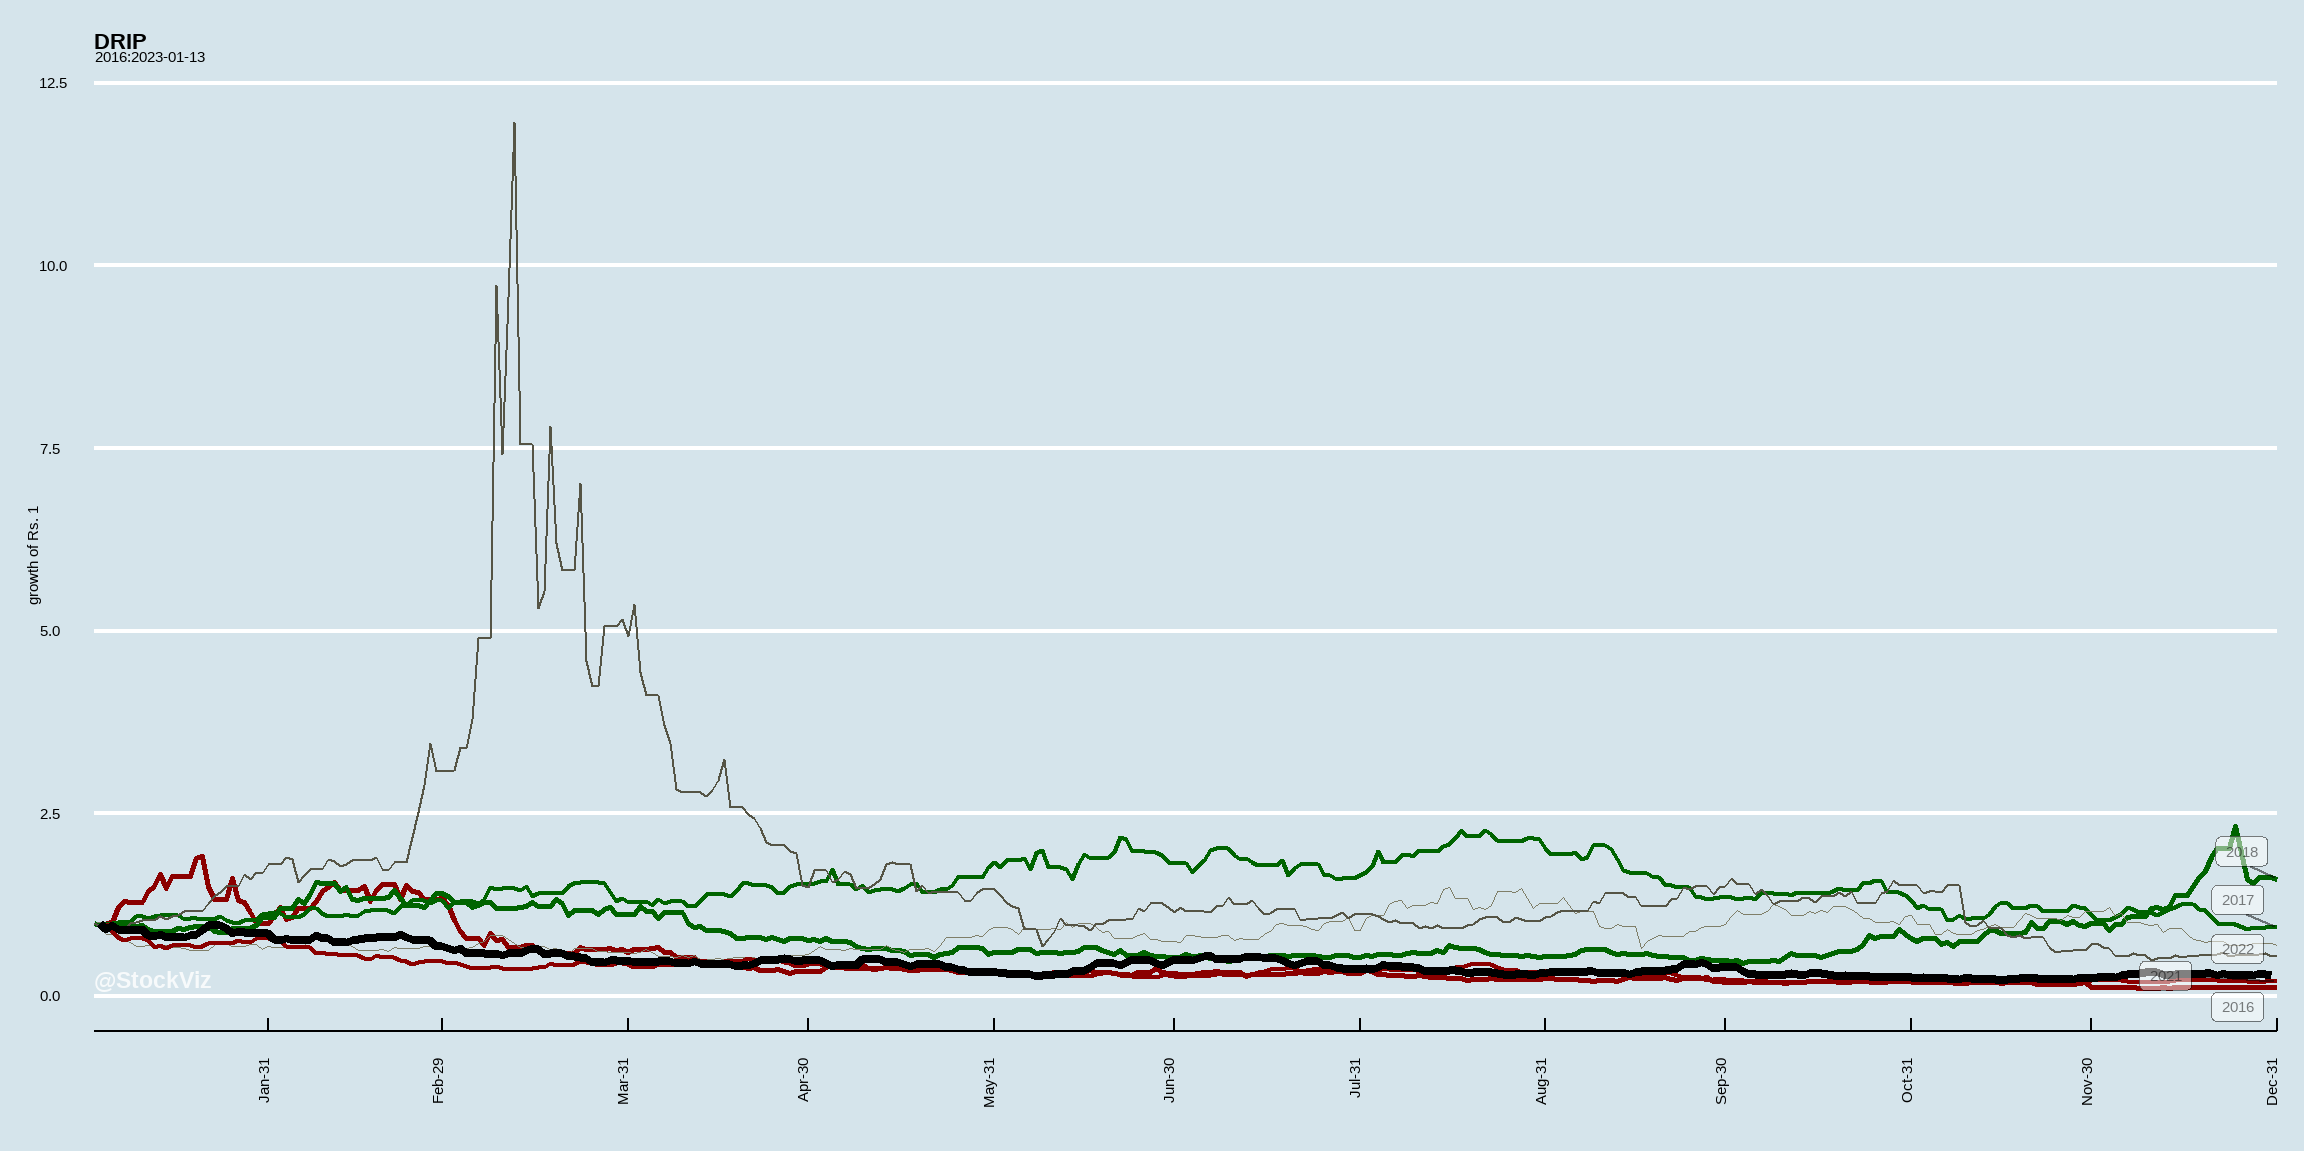 DRIP
2016:2023-01-13
12.5
10.0
7.5
5.0
2.5
0.0
growth of Rs. 1
2018
2017
2022
2021
2016
@StockViz
Jan-31
Feb-29
Mar-31
Apr-30
May-31
Jun-30
Jul-31
Aug-31
Sep-30
Oct-31
Nov-30
Dec-31